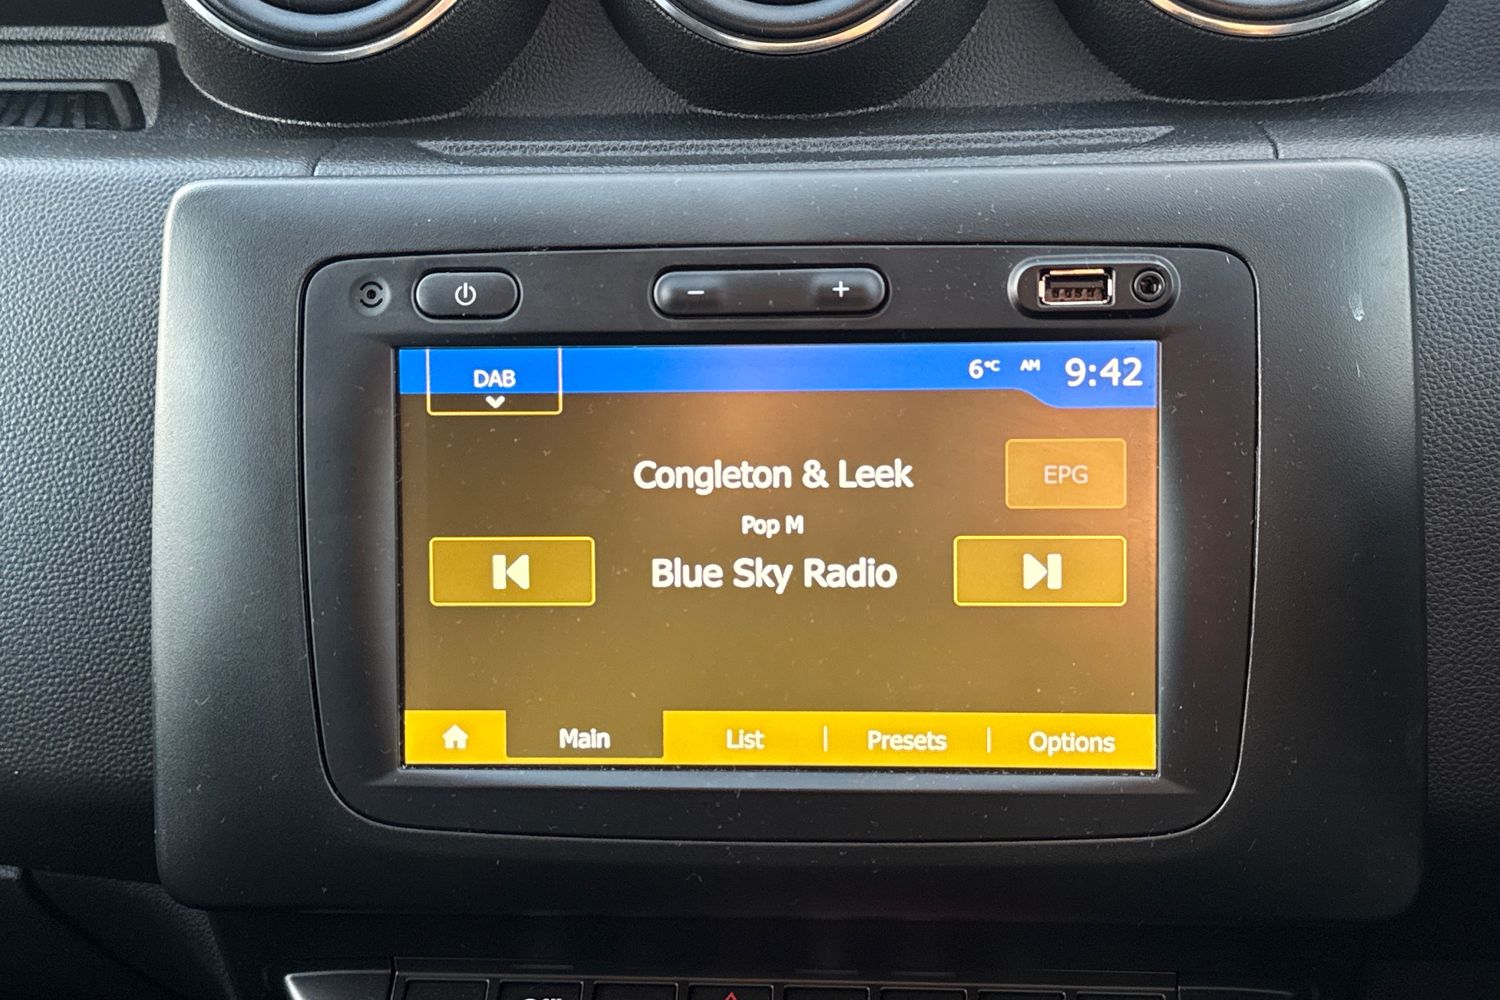 DAB
6°C AM 9:42
Congleton & Leek
EPG
Pop M
Blue Sky Radio
Main List | Presets | Options